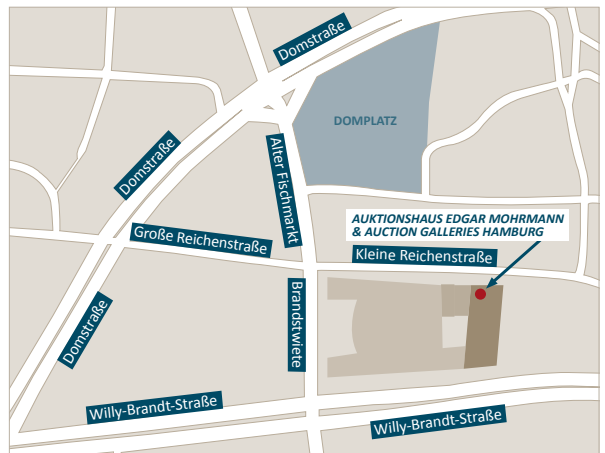 Domstraße
DOMPLATZ
Domstraße
Alter Fischmarkt
AUKTIONSHAUS EDGAR MOHRMANN
& AUCTION GALLERIES HAMBURG
Große Reichenstraße
Kleine Reichenstraße
Domstraße
Brandstwiete
Willy-Brandt-Straße
Willy-Brandt-Straße